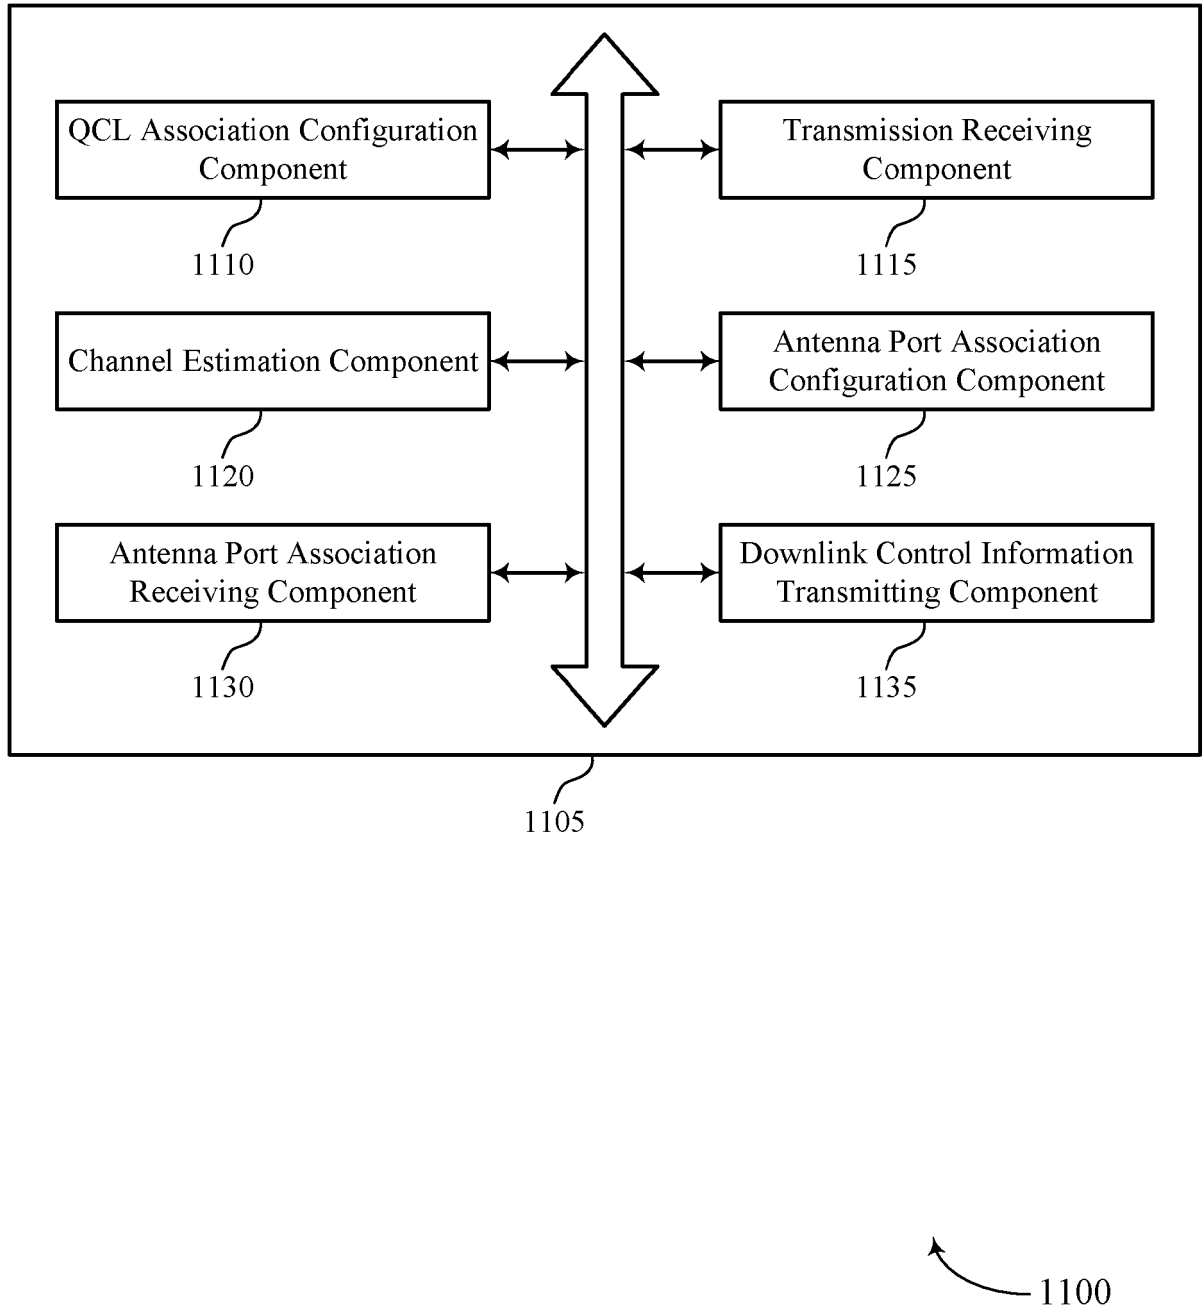 QCL Association Configuration
Component
1110
Transmission Receiving
Component
1115
Channel Estimation Component
1120
Antenna Port Association
Configuration Component
1125
Antenna Port Association
Receiving Component
1130
Downlink Control Information
Transmitting Component
1135
1105
1100